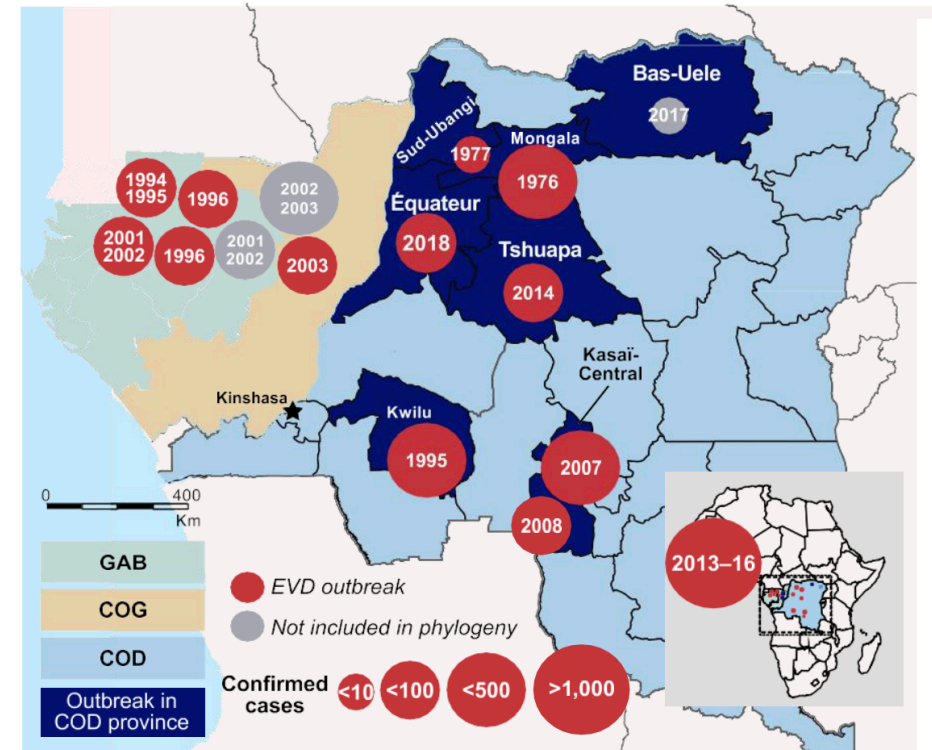 Bas-Uele
2017
Sud-Ubangi
Mongala
1977
1976
1994
1995
1996
2002
2003
Équateur
2018
2001
2002
1996
2001
2002
2003
Tshuapa
2014
Kasaï-
Central
Kinshasa
Kwilu
1995
2007
2008
0
400
Km
GAB
COG
COD
Outbreak in
COD province
EVD outbreak
Not included in phylogeny
Confirmed
cases
<10
<100
<500
>1,000
2013–16